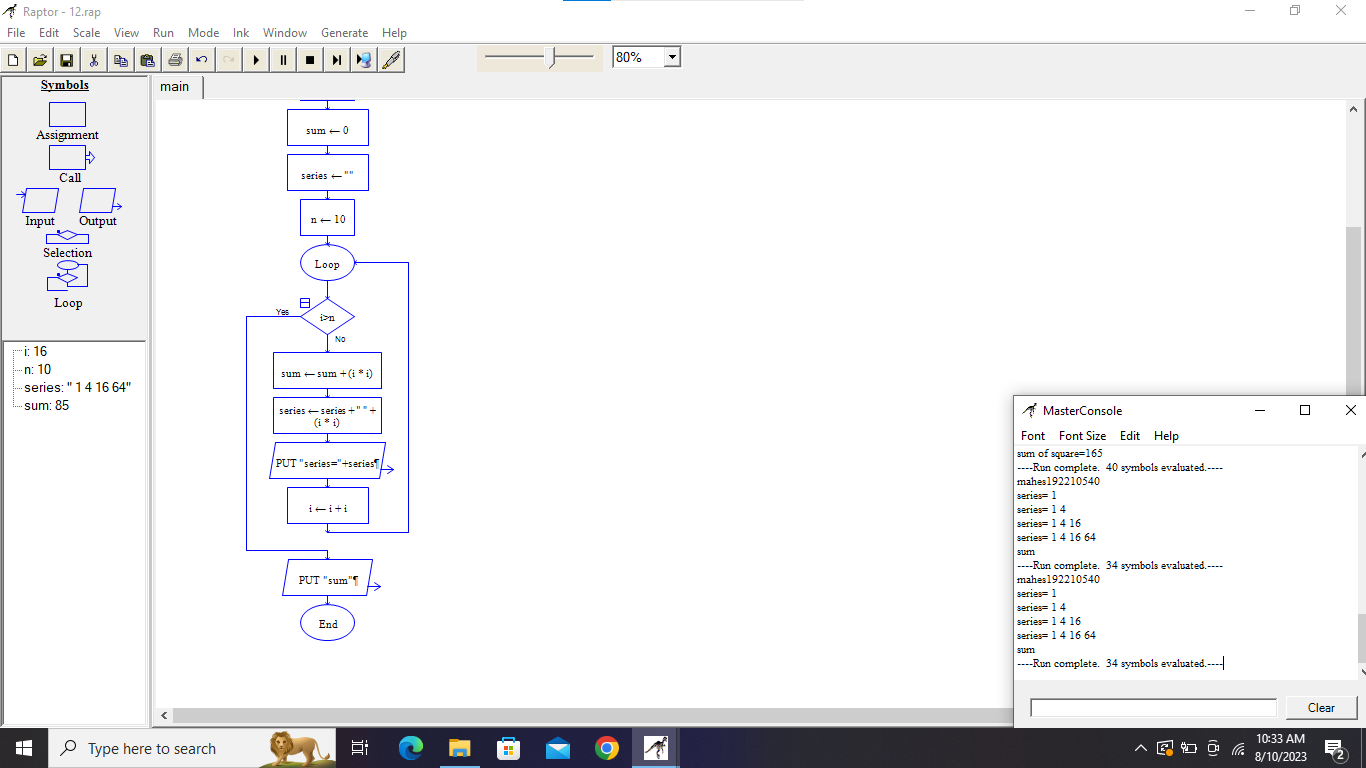 Raptor - 12.rap
File Edit Scale View Run Mode Ink Window Generate Help
80%
Symbols
Assignment
Call
Input Output
Selection
Loop
i: 16
n: 10
series: " 1 4 16 64"
sum: 85
main
sum ← 0
series ← ""
n ← 10
Loop
Yes
i>n
No
sum ← sum + (i * i)
series ← series + " " +
(i * i)
PUT "series="+series¶
i ← i + i
PUT "sum"¶
End
MasterConsole
Font Font Size Edit Help
sum of square=165
----Run complete. 40 symbols evaluated.----
mahes192210540
series= 1
series= 1 4
series= 1 4 16
series= 1 4 16 64
sum
----Run complete. 34 symbols evaluated.----
mahes192210540
series= 1
series= 1 4
series= 1 4 16
series= 1 4 16 64
sum
----Run complete. 34 symbols evaluated.----
Clear
Type here to search
10:33 AM
8/10/2023
2